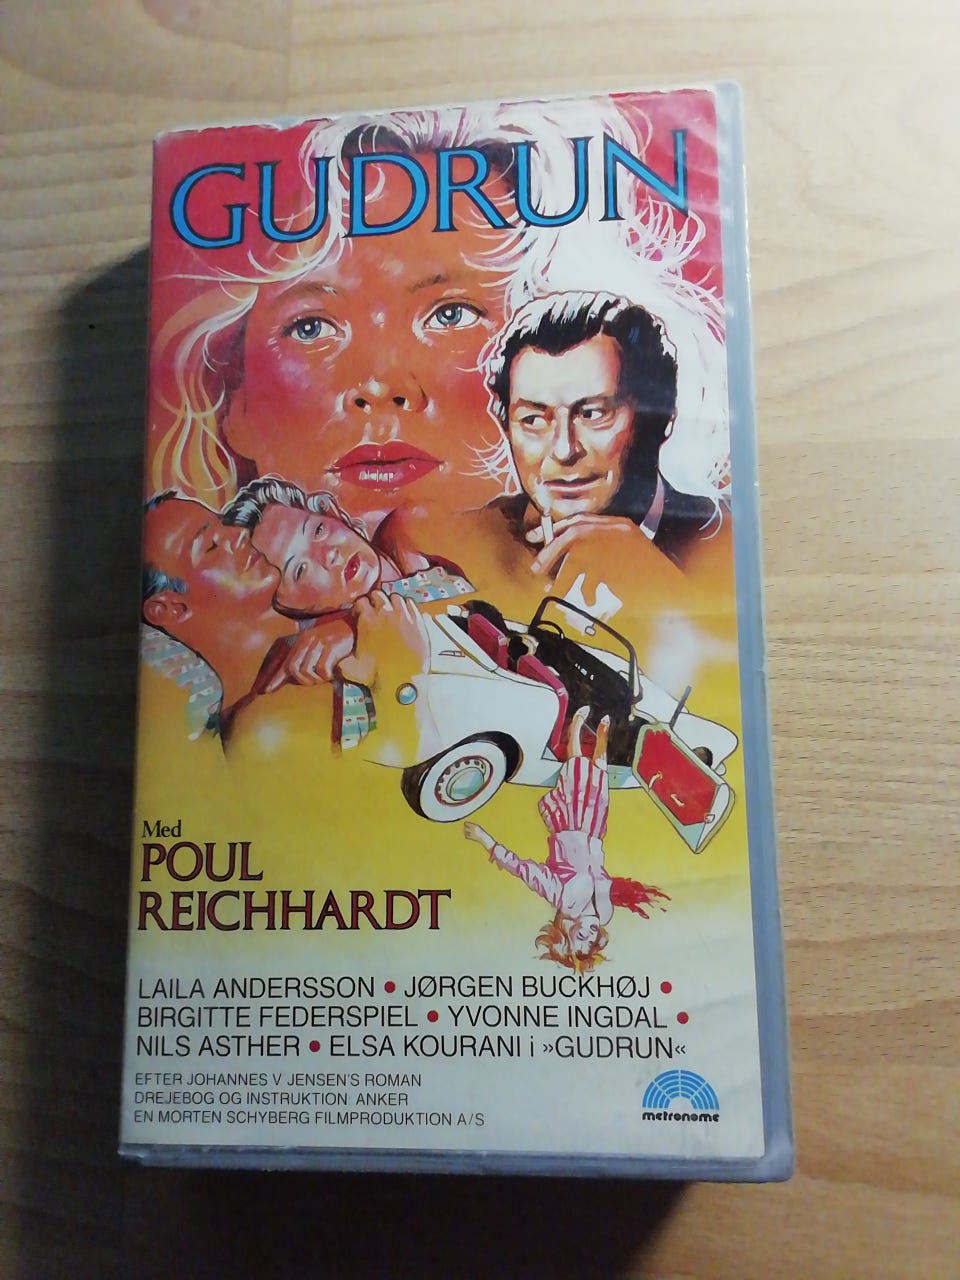 GUDRUN
Med
POUL
REICHHARDT
LAILA ANDERSSON • JØRGEN BUCKHØJ •
BIRGITTE FEDERSPIEL • YVONNE INGDAL •
NILS ASTHER • ELSA KOURANI i »GUDRUN«
EFTER JOHANNES V. JENSEN'S ROMAN
DREJEBOG OG INSTRUKTION ANKER
EN MORTEN SCHYBERG FILMPRODUKTION A/S
metronome